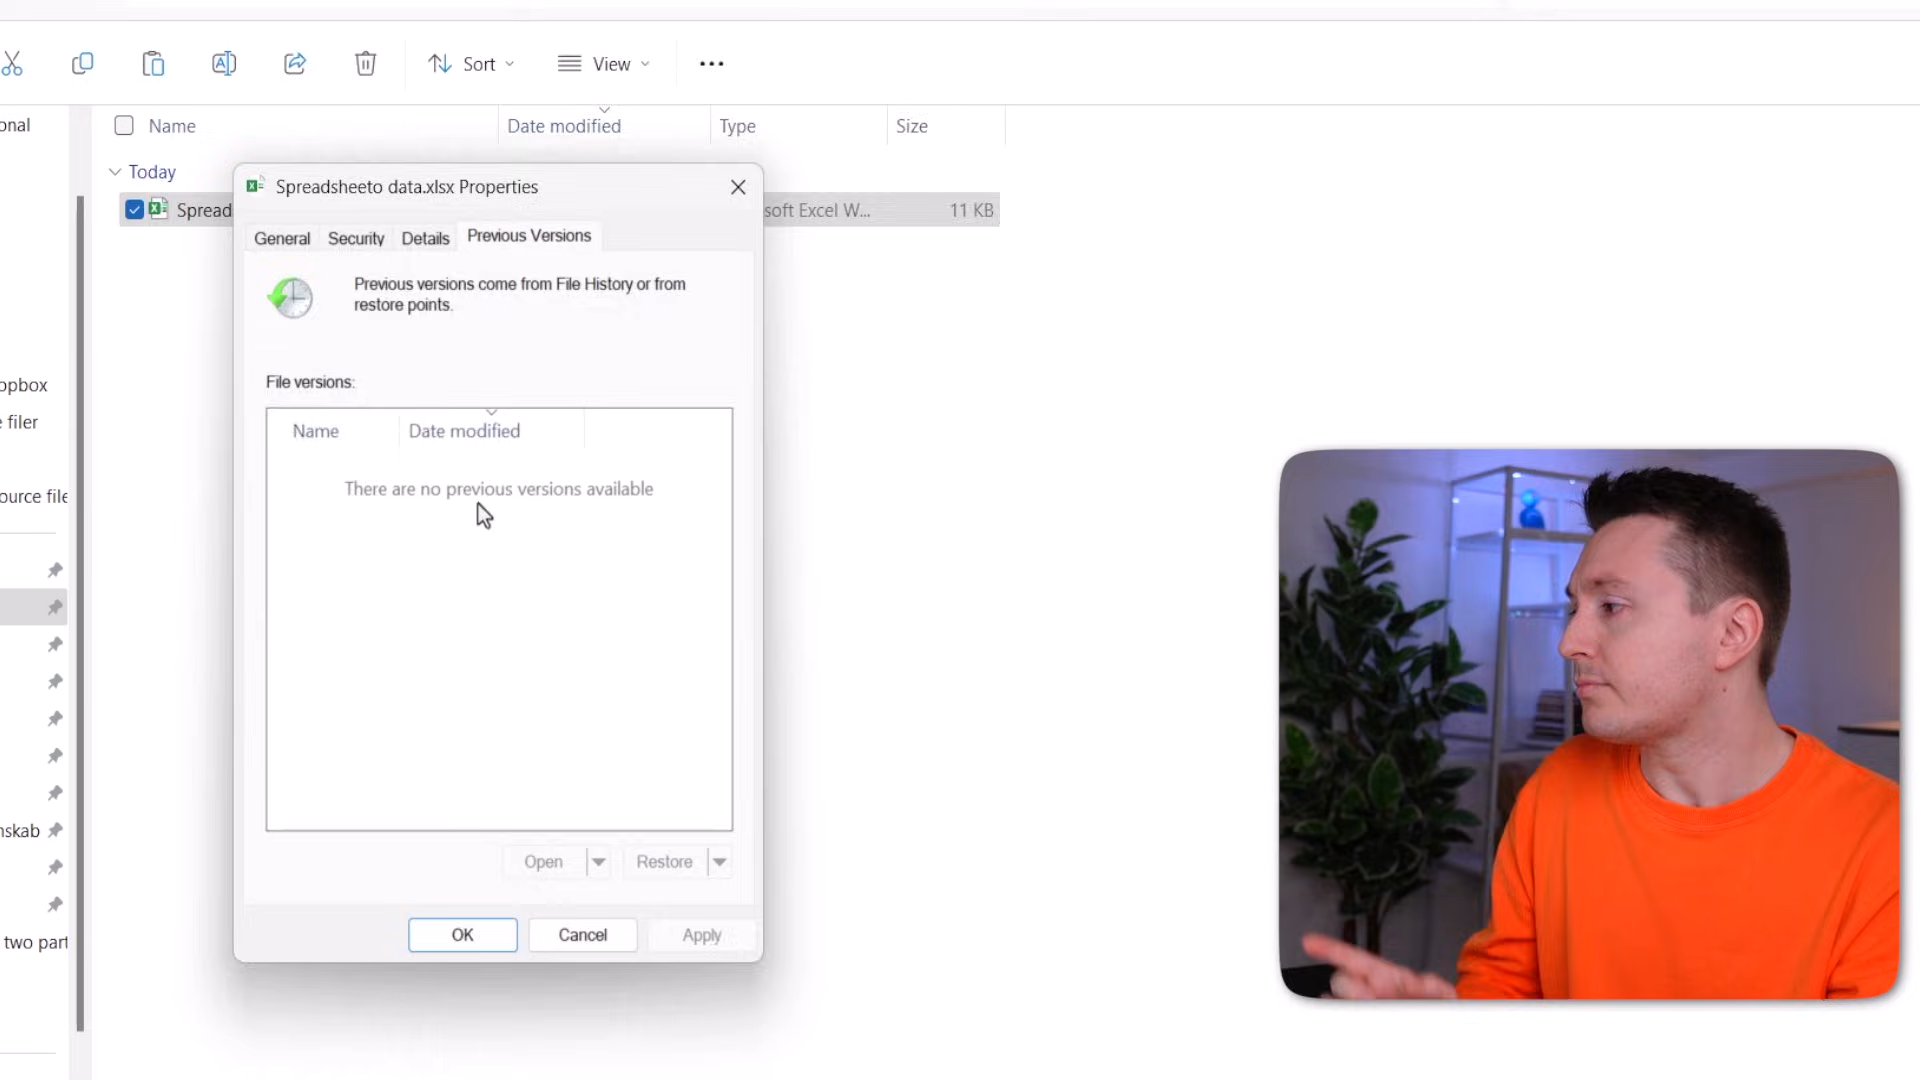 Sort
View
onal
Name
Date modified
Type
Size
Today
Spread
soft Excel W...
11 KB
Spreadsheeto data.xlsx Properties
General
Security
Details
Previous Versions
Previous versions come from File History or from
restore points.
File versions:
Name
Date modified
There are no previous versions available
Open
Restore
OK
Cancel
Apply
opbox
e filer
ource file
nskab
two part